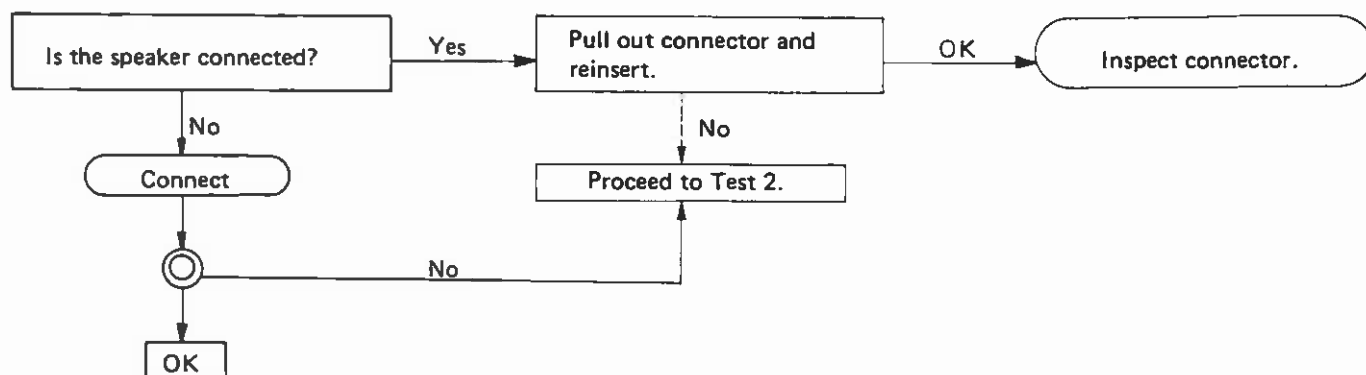 Is the speaker connected?
Yes
Pull out connector and
reinsert.
OK
Inspect connector.
No
No
Connect
Proceed to Test 2.
No
OK